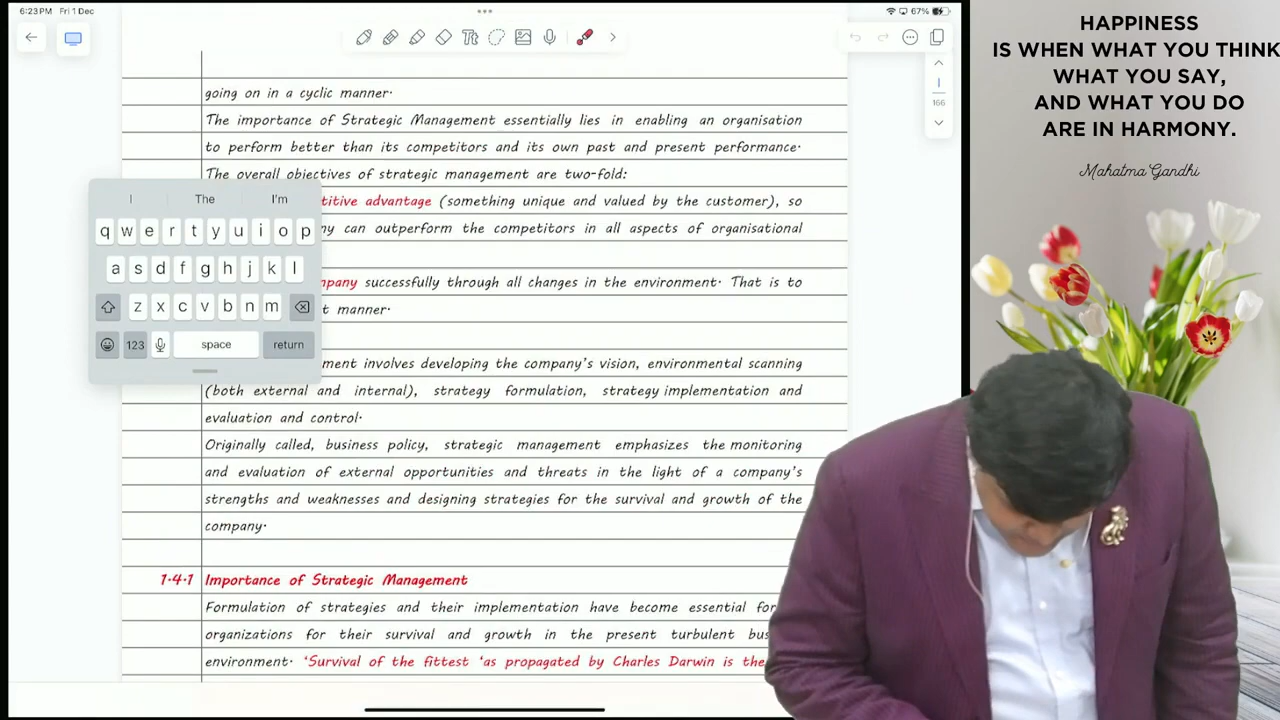 6:23 PM Fri 1 Dec
67%
going on in a cyclic manner.
The importance of Strategic Management essentially lies in enabling an organisation
to perform better than its competitors and its own past and present performance.
The overall objectives of strategic management are two-fold:
titive advantage (something unique and valued by the customer), so
ny can outperform the competitors in all aspects of organisational
mpany successfully through all changes in the environment. That is to
t manner.
ment involves developing the company's vision, environmental scanning
(both external and internal), strategy formulation, strategy implementation and
evaluation and control.
Originally called, business policy, strategic management emphasizes the monitoring
and evaluation of external opportunities and threats in the light of a company's
strengths and weaknesses and designing strategies for the survival and growth of the
company.
1.4.1 Importance of Strategic Management
Formulation of strategies and their implementation have become essential for
organizations for their survival and growth in the present turbulent bus
environment. 'Survival of the fittest 'as propagated by Charles Darwin is the
I The I'm
q w e r t y u i o p
a s d f g h j k l
z x c v b n m
123 space return
1
166
HAPPINESS
IS WHEN WHAT YOU THINK
WHAT YOU SAY,
AND WHAT YOU DO
ARE IN HARMONY.
Mahatma Gandhi